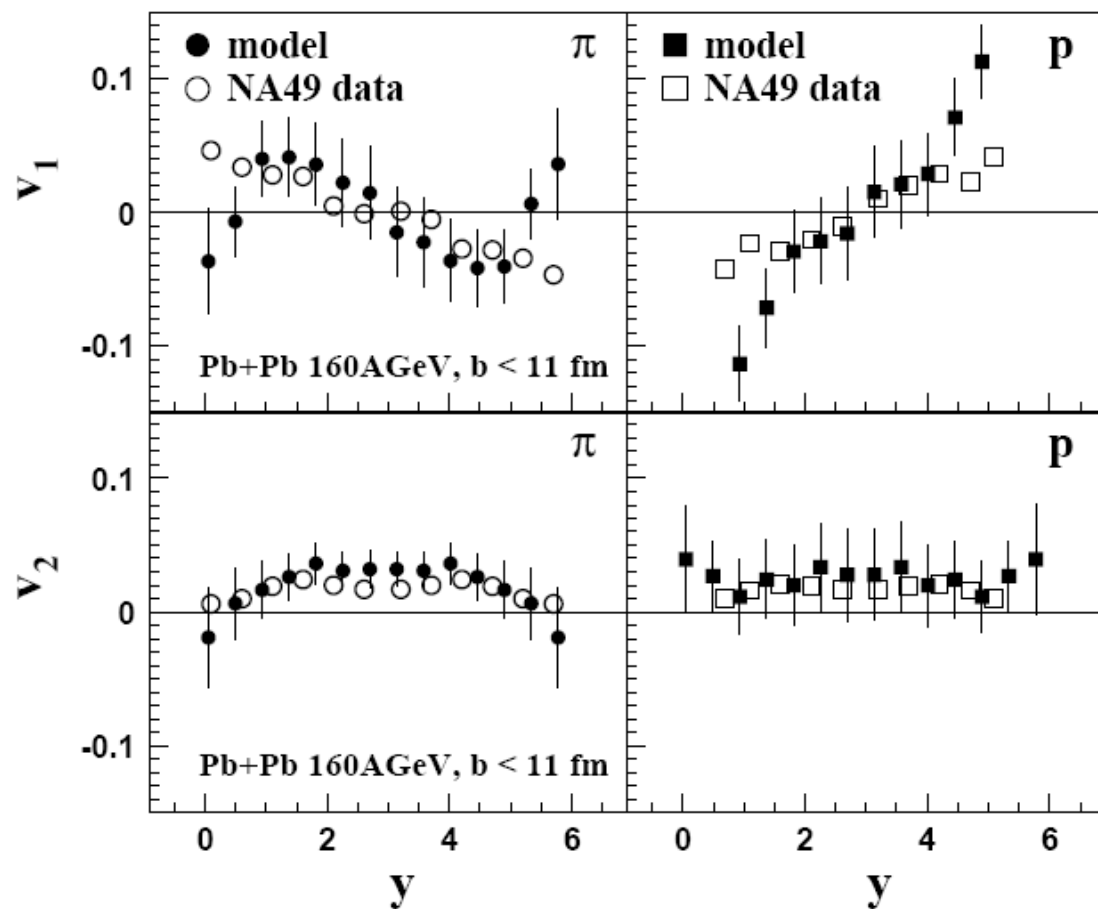 model
NA49 data
π
model
NA49 data
p
0.1
0
-0.1
v1
Pb+Pb 160AGeV, b < 11 fm
π
p
0.1
0
-0.1
v2
Pb+Pb 160AGeV, b < 11 fm
0 2 4 6
0 2 4 6
y
y